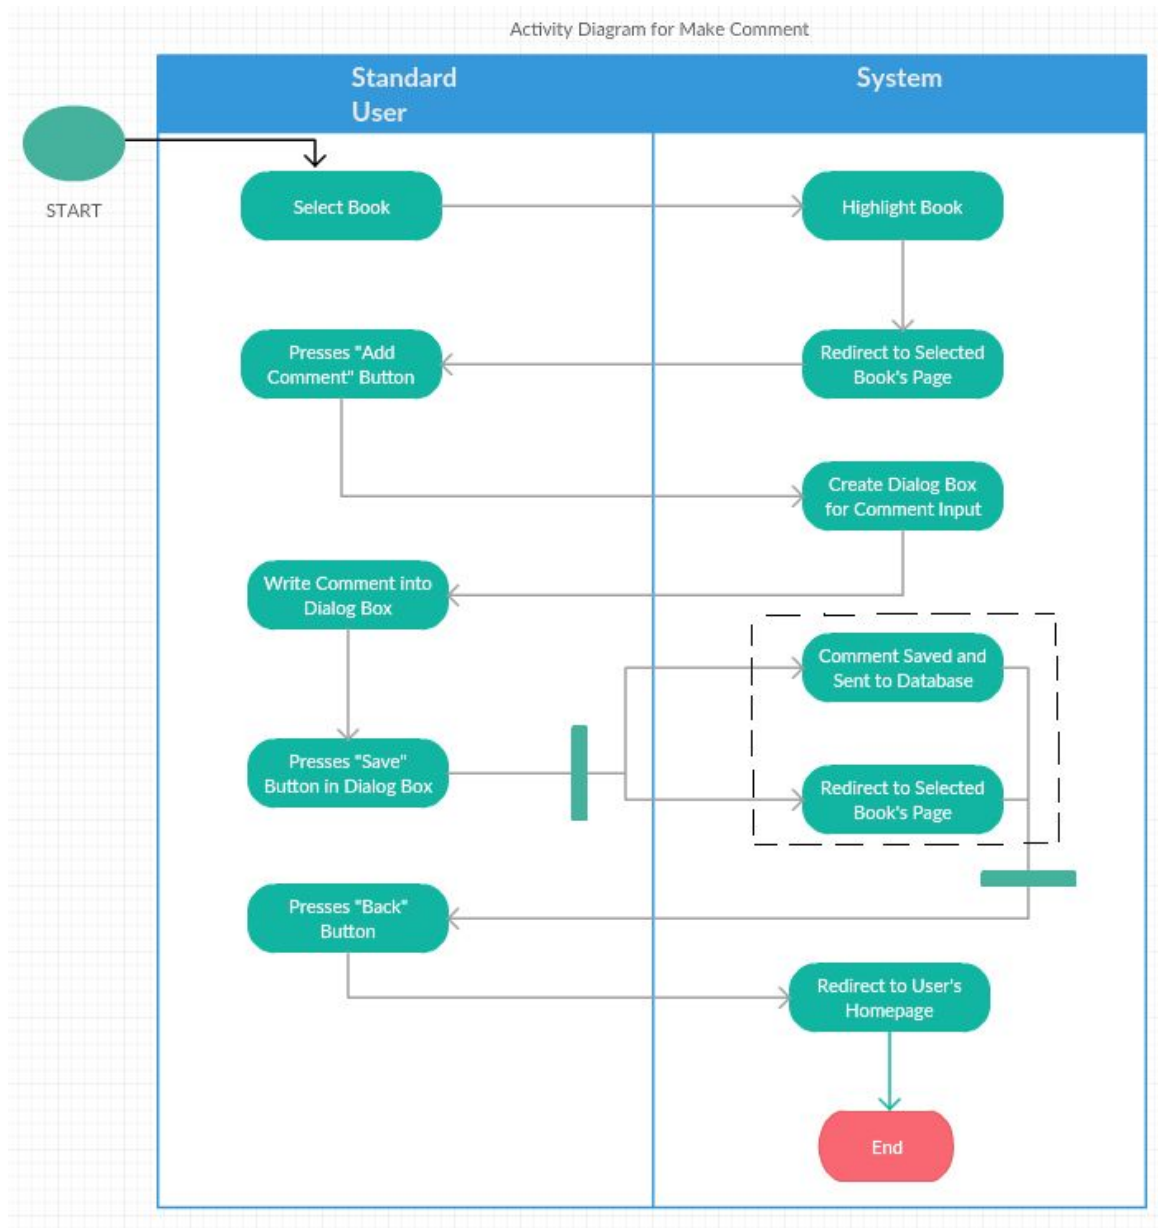 Activity Diagram for Make Comment
Standard
User
System
START
Select Book
Highlight Book
Presses "Add
Comment" Button
Redirect to Selected
Book's Page
Create Dialog Box
for Comment Input
Write Comment into
Dialog Box
Comment Saved and
Sent to Database
Presses "Save"
Button in Dialog Box
Redirect to Selected
Book's Page
Presses "Back"
Button
Redirect to User's
Homepage
End